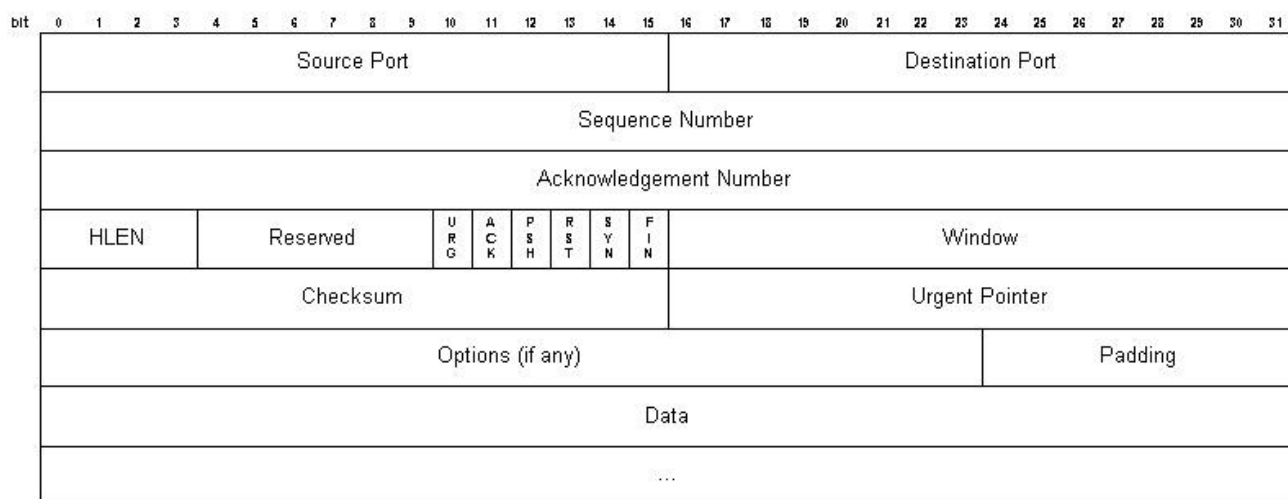 bit 0 1 2 3 4 5 6 7 8 9 10 11 12 13 14 15 16 17 18 19 20 21 22 23 24 25 26 27 28 29 30 31
Source Port Destination Port
Sequence Number
Acknowledgement Number
HLEN Reserved URG ACK PSH RST SYN FIN Window
Checksum Urgent Pointer
Options (if any) Padding
Data
...